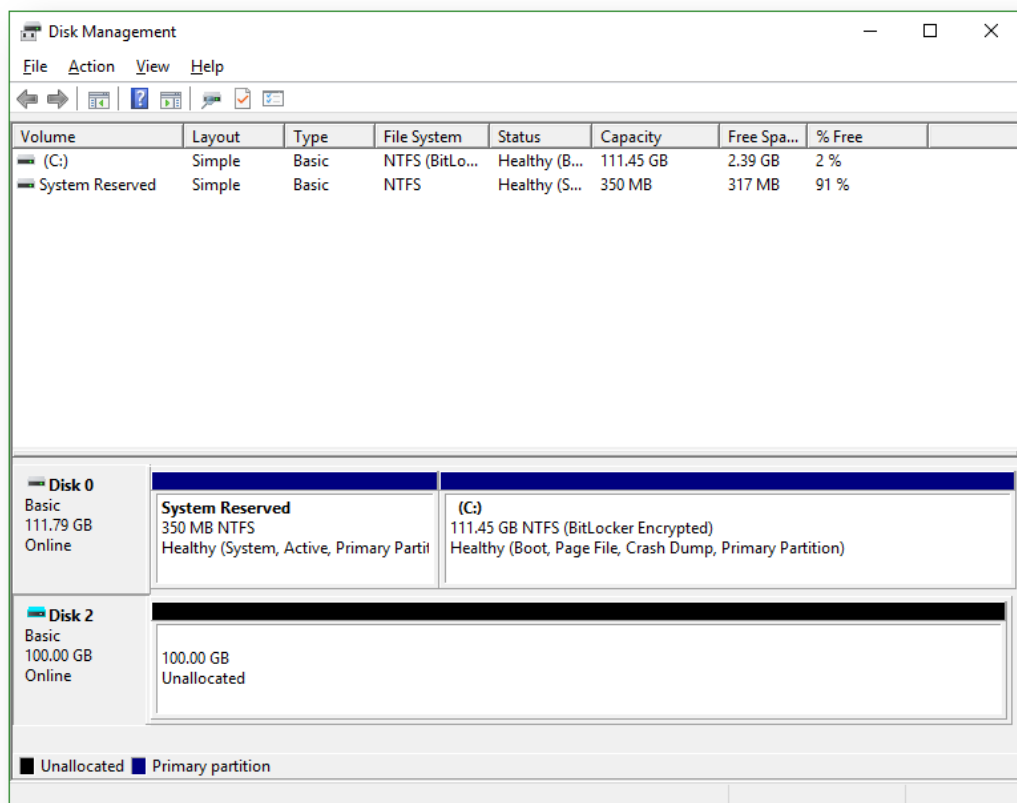 Disk Management
File Action View Help
Volume Layout Type File System Status Capacity Free Spa... % Free
(C:) Simple Basic NTFS (BitLo... Healthy (B... 111.45 GB 2.39 GB 2 %
System Reserved Simple Basic NTFS Healthy (S... 350 MB 317 MB 91 %
Disk 0
Basic
111.79 GB
Online
System Reserved
350 MB NTFS
Healthy (System, Active, Primary Partit
(C:)
111.45 GB NTFS (BitLocker Encrypted)
Healthy (Boot, Page File, Crash Dump, Primary Partition)
Disk 2
Basic
100.00 GB
Online
100.00 GB
Unallocated
Unallocated Primary partition